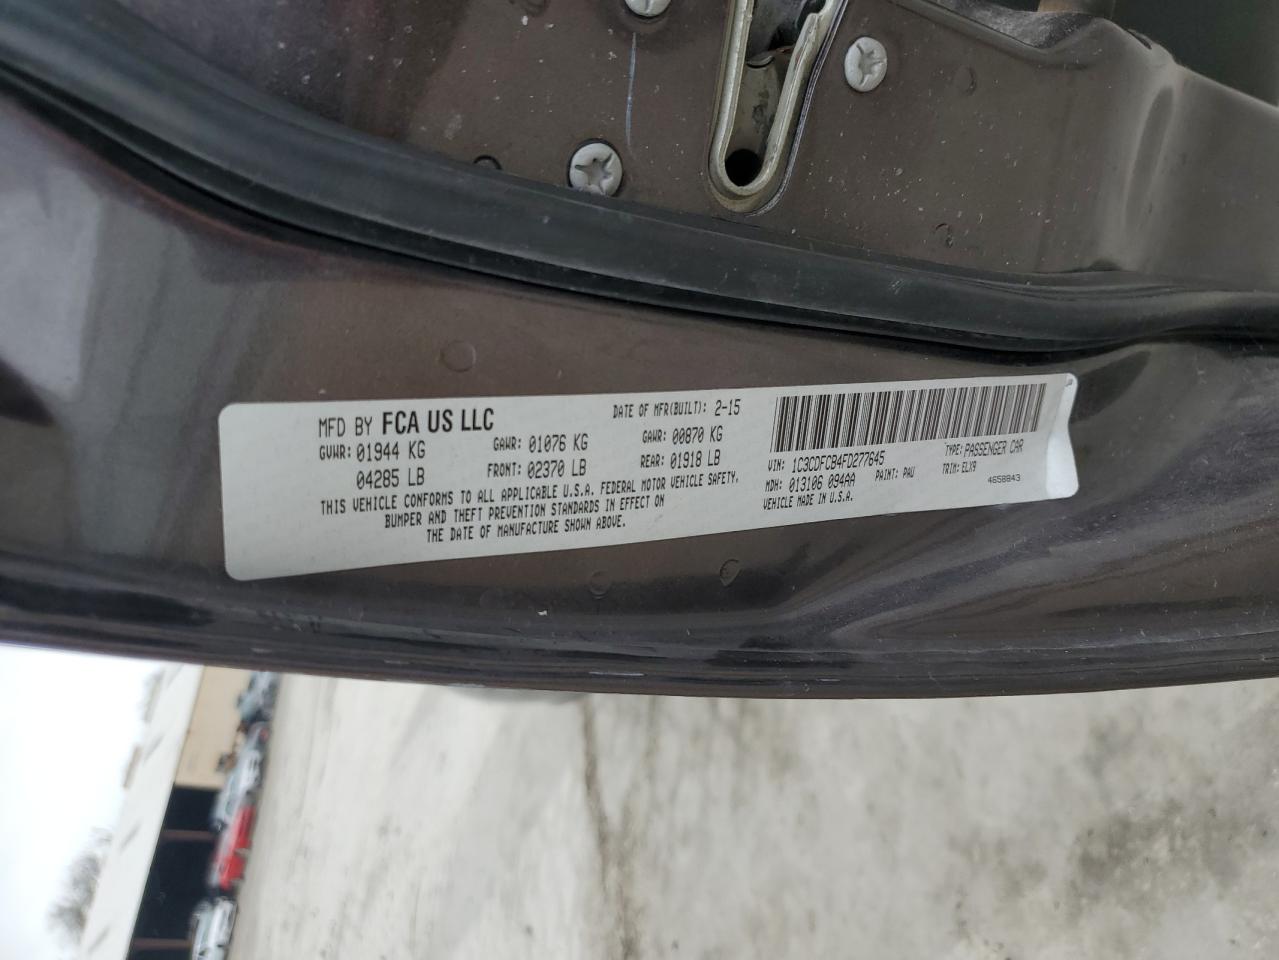 MFD BY FCA US LLC
DATE OF MFR(BUILT): 2-15
GVWR: 01944 KG
04285 LB
GAWR: 01076 KG
FRONT: 02370 LB
GAWR: 00870 KG
REAR: 01918 LB
THIS VEHICLE CONFORMS TO ALL APPLICABLE U.S.A. FEDERAL MOTOR VEHICLE SAFETY,
BUMPER AND THEFT PREVENTION STANDARDS IN EFFECT ON
THE DATE OF MANUFACTURE SHOWN ABOVE.
VIN: 1C3CDFCB4FD277645
TYPE: PASSENGER CAR
MDH: 013106 094AA
PAINT: PAU
TRIM: ELX9
VEHICLE MADE IN U.S.A.
4658843